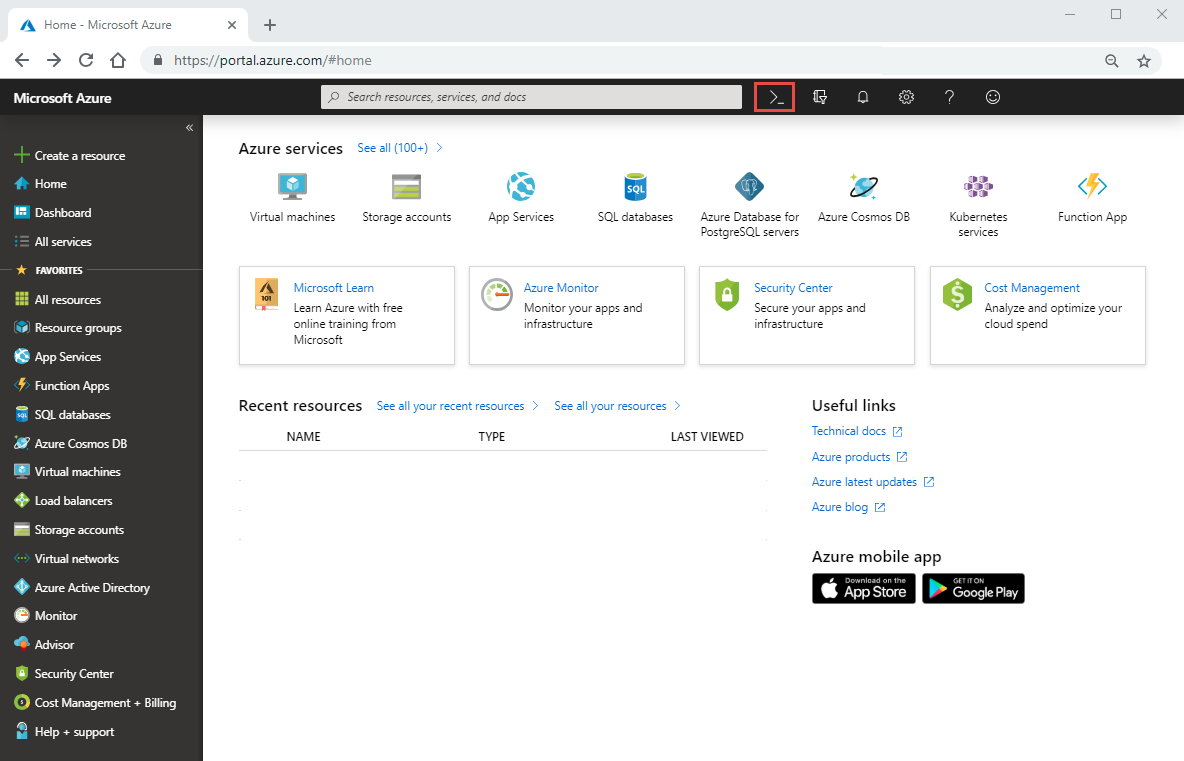 Home - Microsoft Azure
https://portal.azure.com/#home
Microsoft Azure
Search resources, services, and docs
Create a resource
Home
Dashboard
All services
FAVORITES
All resources
Resource groups
App Services
Function Apps
SQL databases
Azure Cosmos DB
Virtual machines
Load balancers
Storage accounts
Virtual networks
Azure Active Directory
Monitor
Advisor
Security Center
Cost Management + Billing
Help + support
Azure services See all (100+)
Virtual machines
Storage accounts
App Services
SQL
SQL databases
Azure Database for
PostgreSQL servers
Azure Cosmos DB
Kubernetes
services
Function App
101
Microsoft Learn
Learn Azure with free
online training from
Microsoft
Azure Monitor
Monitor your apps and
infrastructure
Security Center
Secure your apps and
infrastructure
Cost Management
Analyze and optimize your
cloud spend
Recent resources See all your recent resources See all your resources
NAME TYPE LAST VIEWED
Useful links
Technical docs
Azure products
Azure latest updates
Azure blog
Azure mobile app
Download on the
App Store
GET IT ON
Google Play